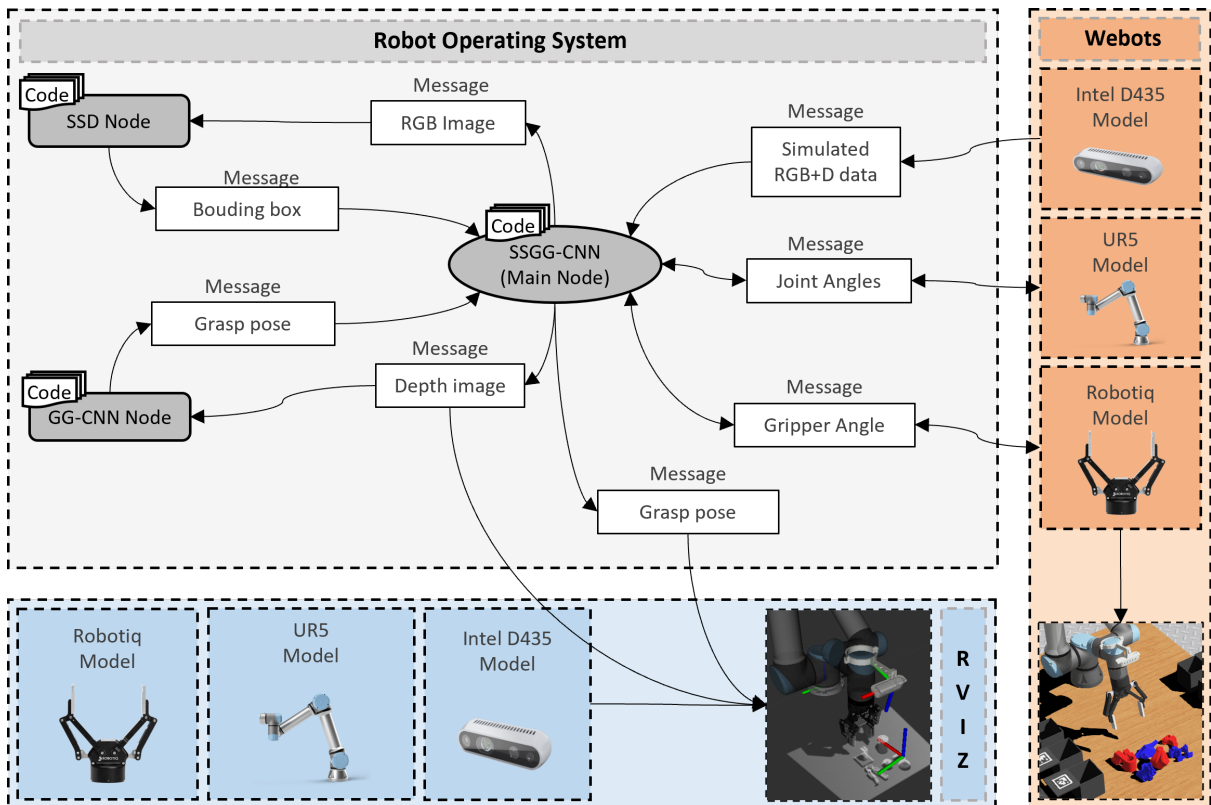 Robot Operating System
Webots
Code
SSD Node
Message
RGB Image
Message
Simulated
RGB+D data
Intel D435
Model
Message
Bouding box
Code
SSGG-CNN
(Main Node)
Message
Joint Angles
UR5
Model
Message
Grasp pose
Message
Depth image
Code
GG-CNN Node
Message
Gripper Angle
Robotiq
Model
ROBOTIQ
Message
Grasp pose
Robotiq
Model
ROBOTIQ
UR5
Model
Intel D435
Model
R
V
I
Z